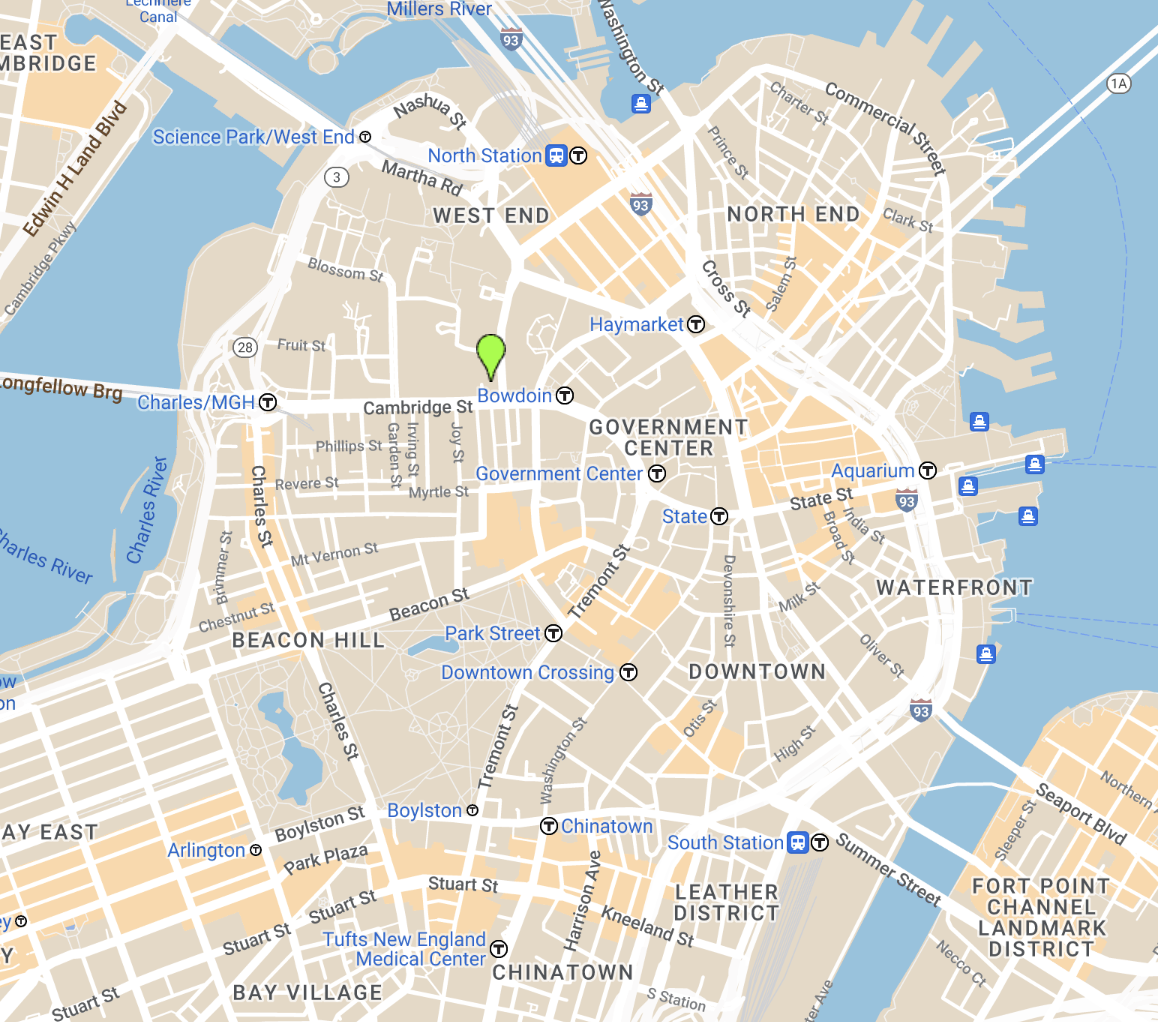 Lechmere
Canal
Millers River
93
Washington St
1A
EAST
MBRIDGE
Edwin H Land Blvd
Cambridge Pkwy
Nashua St
Science Park/West End
T
North Station
T
Martha Rd
3
WEST END
93
Charter St
Commercial Street
Prince St
NORTH END
Clark St
Salem St
Cross St
Blossom St
Haymarket
T
28
Fruit St
Longfellow Brg
Charles/MGH
T
Bowdoin
T
Cambridge St
GOVERNMENT
CENTER
Phillips St
Garden St
Irving St
Joy St
Revere St
Myrtle St
Government Center
T
Aquarium
T
State St
93
State
T
Broad St
India St
Charles River
Charles River
Charles St
Brimmer St
Mt Vernon St
Chestnut St
Beacon St
BEACON HILL
Tremont St
Devonshire St
Milk St
WATERFRONT
Park Street
T
Downtown Crossing
T
DOWNTOWN
Oliver St
ow
on
93
Charles St
Tremont St
Washington St
Otis St
High St
Northern A
Seaport Blvd
Sleeper St
AY EAST
Boylston St
Boylston
T
Chinatown
T
Arlington
T
Park Plaza
South Station
T
Summer Street
Stuart St
Stuart St
Stuart St
Stuart St
Harrison Ave
Kneeland St
LEATHER
DISTRICT
FORT POINT
CHANNEL
LANDMARK
DISTRICT
ey
T
Y
Tufts New England
Medical Center
T
CHINATOWN
BAY VILLAGE
S Station
Necco Ct
ter Ave